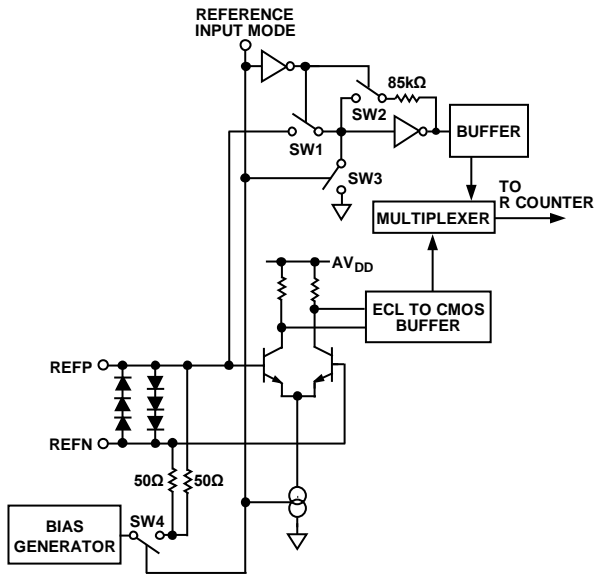 REFERENCE
INPUT MODE
85kΩ
SW2
BUFFER
SW1
SW3
TO
R COUNTER
MULTIPLEXER
AVDD
ECL TO CMOS
BUFFER
REFP
REFN
50Ω
50Ω
BIAS
GENERATOR
SW4